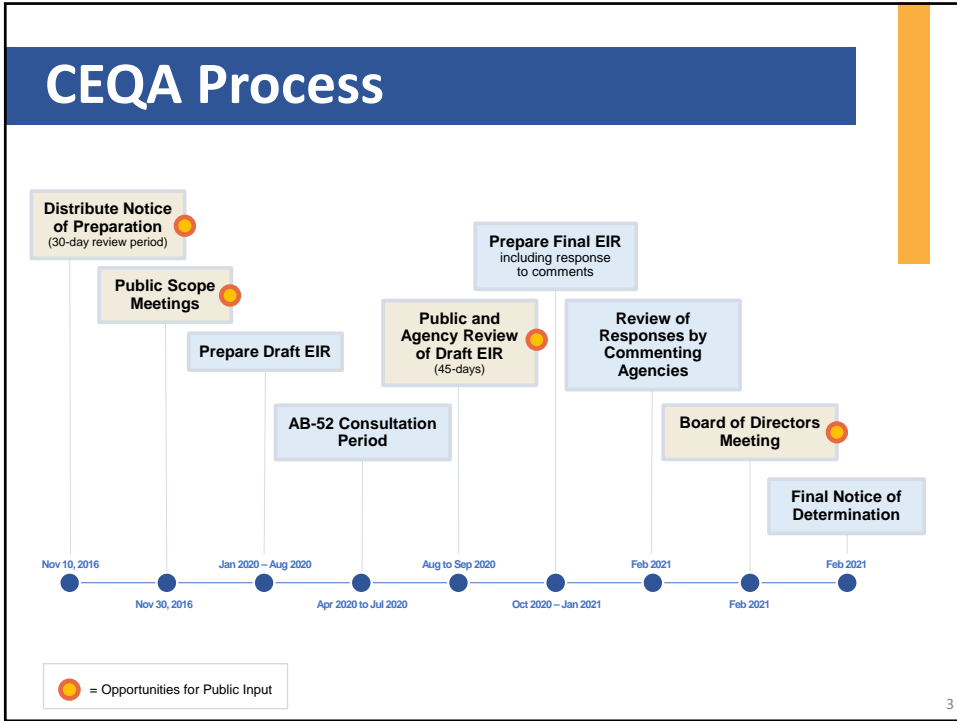 CEQA Process
Distribute Notice
of Preparation
(30-day review period)
Public Scope
Meetings
Prepare Draft EIR
AB-52 Consultation
Period
Public and
Agency Review
of Draft EIR
(45-days)
Prepare Final EIR
including response
to comments
Review of
Responses by
Commenting
Agencies
Board of Directors
Meeting
Final Notice of
Determination
Nov 10, 2016
Nov 30, 2016
Jan 2020 – Aug 2020
Apr 2020 to Jul 2020
Aug to Sep 2020
Oct 2020 – Jan 2021
Feb 2021
Feb 2021
Feb 2021
= Opportunities for Public Input
3